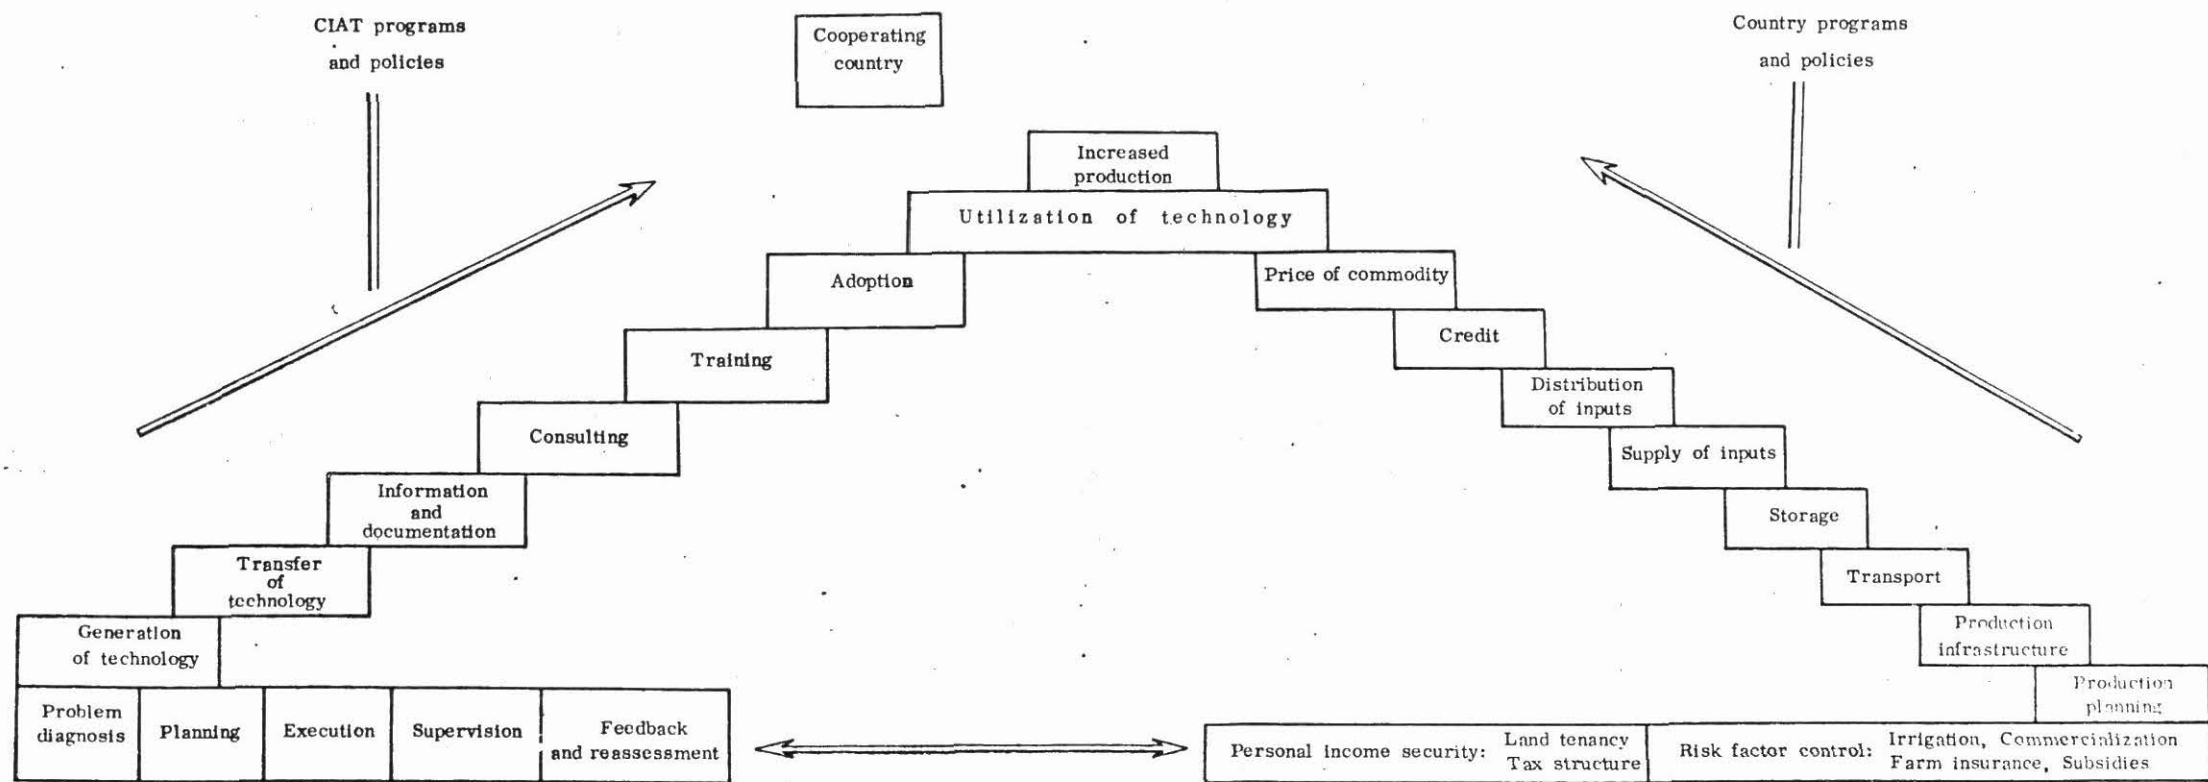 CIAT programs
and policies
Cooperating
country
Country programs
and policies
Increased
production
Utilization of technology
Adoption
Price of commodity
Training
Credit
Consulting
Distribution
of inputs
Information
and
documentation
Supply of inputs
Transfer
of
technology
Storage
Transport
Generation
of technology
Production
infrastructure
Production
planning
Problem
diagnosis
Planning
Execution
Supervision
Feedback
and reassessment
Personal income security:
Land tenancy
Tax structure
Risk factor control:
Irrigation, Commercialization
Farm insurance, Subsidies